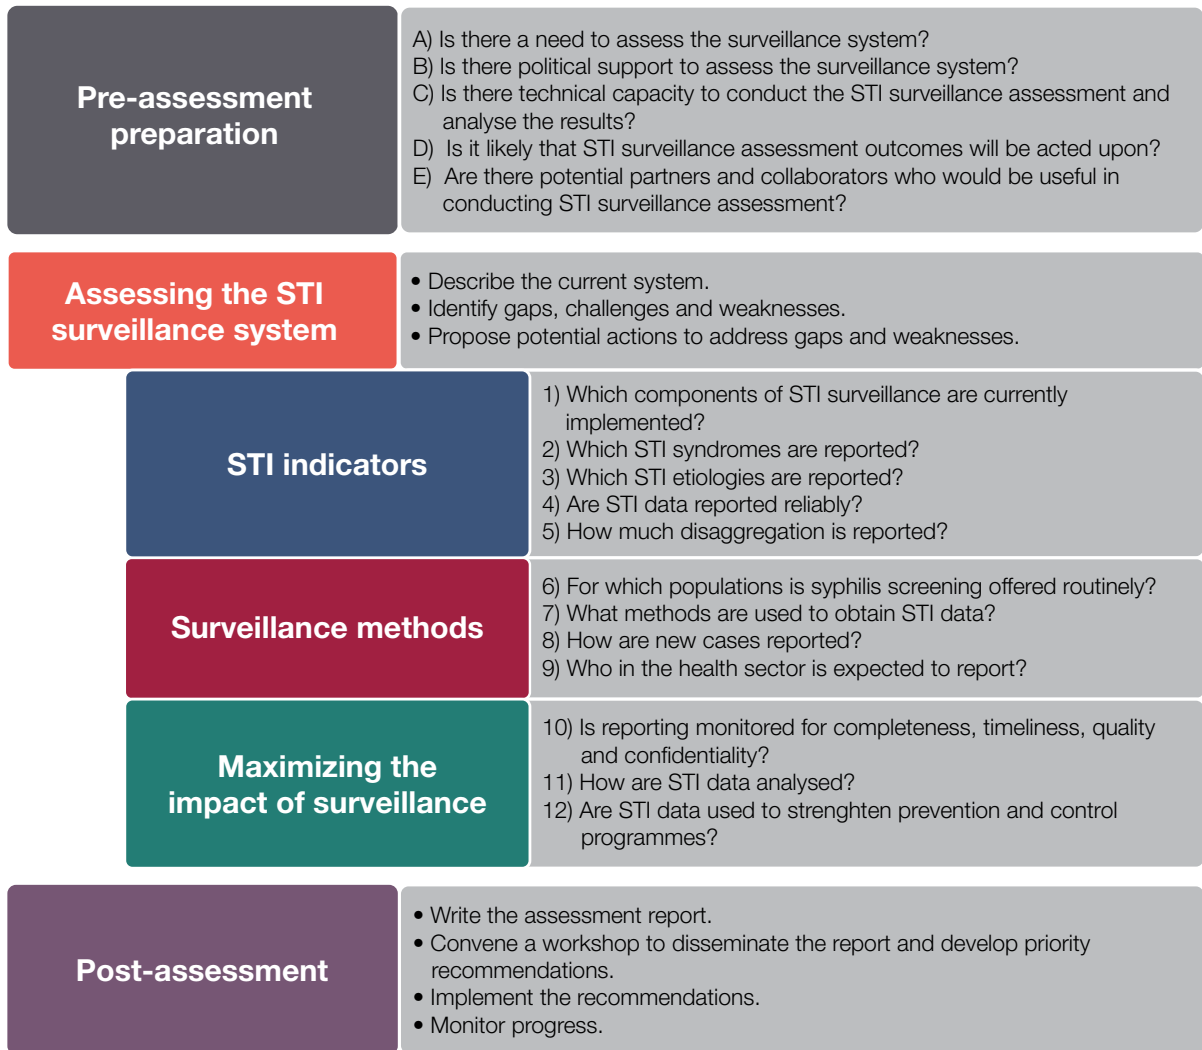 Pre-assessment
preparation
A) Is there a need to assess the surveillance system?
B) Is there political support to assess the surveillance system?
C) Is there technical capacity to conduct the STI surveillance assessment and
analyse the results?
D) Is it likely that STI surveillance assessment outcomes will be acted upon?
E) Are there potential partners and collaborators who would be useful in
conducting STI surveillance assessment?
Assessing the STI
surveillance system
• Describe the current system.
• Identify gaps, challenges and weaknesses.
• Propose potential actions to address gaps and weaknesses.
STI indicators
1) Which components of STI surveillance are currently
implemented?
2) Which STI syndromes are reported?
3) Which STI etiologies are reported?
4) Are STI data reported reliably?
5) How much disaggregation is reported?
Surveillance methods
6) For which populations is syphilis screening offered routinely?
7) What methods are used to obtain STI data?
8) How are new cases reported?
9) Who in the health sector is expected to report?
Maximizing the
impact of surveillance
10) Is reporting monitored for completeness, timeliness, quality
and confidentiality?
11) How are STI data analysed?
12) Are STI data used to strenghten prevention and control
programmes?
Post-assessment
• Write the assessment report.
• Convene a workshop to disseminate the report and develop priority
recommendations.
• Implement the recommendations.
• Monitor progress.